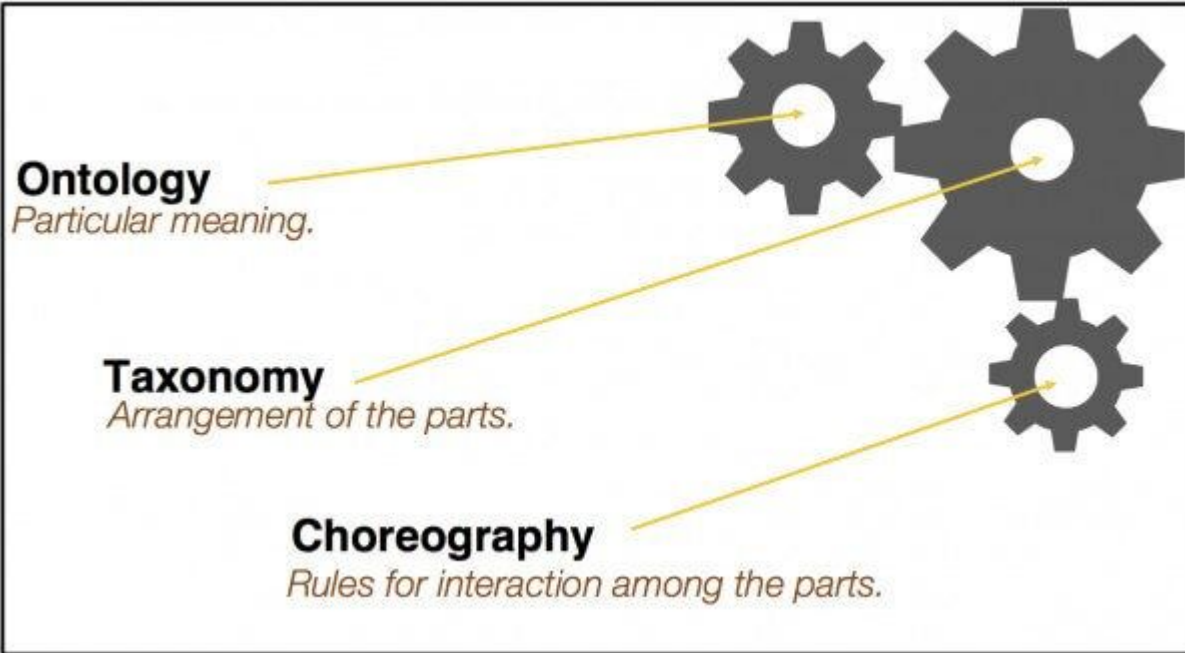 Ontology
Particular meaning.
Taxonomy
Arrangement of the parts.
Choreography
Rules for interaction among the parts.